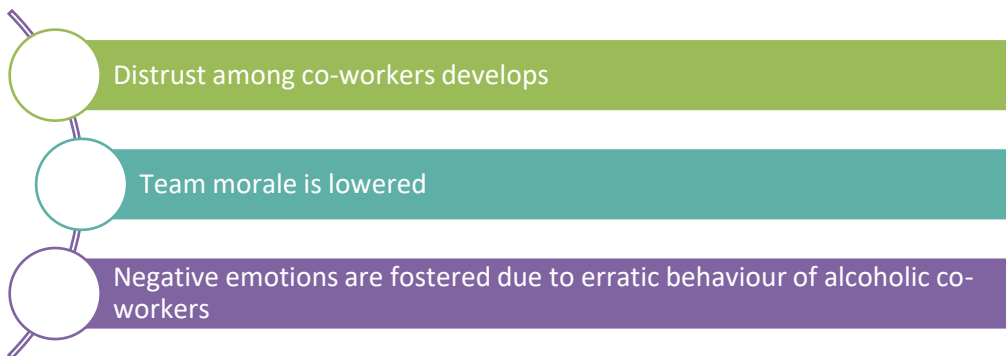 Distrust among co-workers develops
Team morale is lowered
Negative emotions are fostered due to erratic behaviour of alcoholic co-
workers